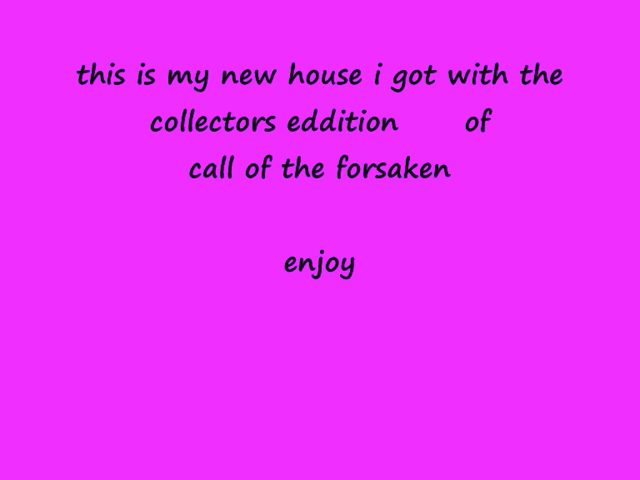 this is my new house i got with the
collectors eddition of
call of the forsaken
enjoy